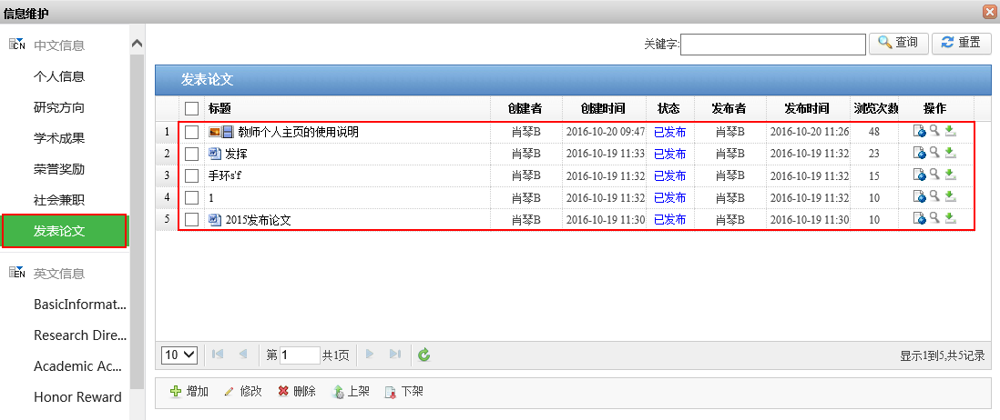 信息维护
中文信息
个人信息
研究方向
学术成果
荣誉奖励
社会兼职
发表论文
英文信息
BasicInformat...
Research Dire...
Academic Ac...
Honor Reward
关键字: 查询 重置
发表论文
标题 创建者 创建时间 状态 发布者 发布时间 浏览次数 操作
1 教师个人主页的使用说明 肖琴B 2016-10-20 09:47 已发布 肖琴B 2016-10-20 11:26 48
2 发挥 肖琴B 2016-10-19 11:33 已发布 肖琴B 2016-10-19 11:32 23
3 手环s'f 肖琴B 2016-10-19 11:32 已发布 肖琴B 2016-10-19 11:32 15
4 1 肖琴B 2016-10-19 11:32 已发布 肖琴B 2016-10-19 11:32 10
5 2015发布论文 肖琴B 2016-10-19 11:30 已发布 肖琴B 2016-10-19 11:30 10
10 第 1 共1页 显示1到5,共5记录
增加 修改 删除 上架 下架